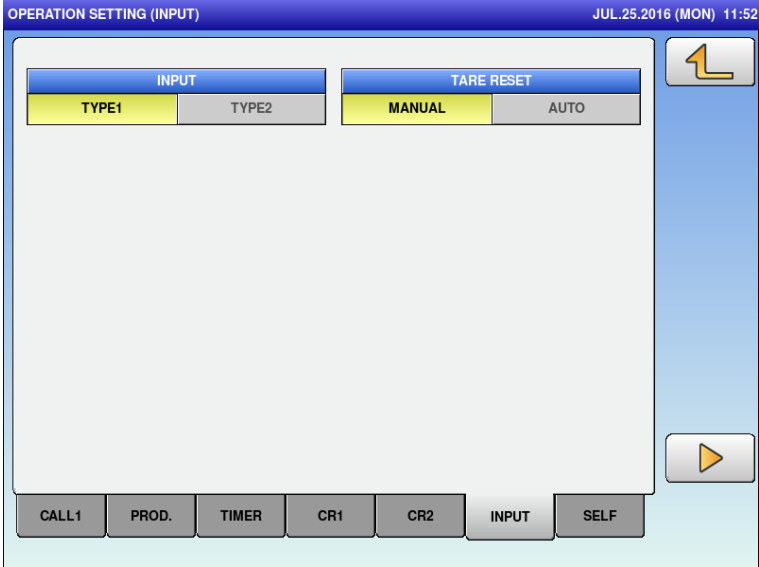 OPERATION SETTING (INPUT) JUL.25.2016 (MON) 11:52
INPUT TARE RESET
TYPE1 TYPE2 MANUAL AUTO
CALL1 PROD. TIMER CR1 CR2 INPUT SELF